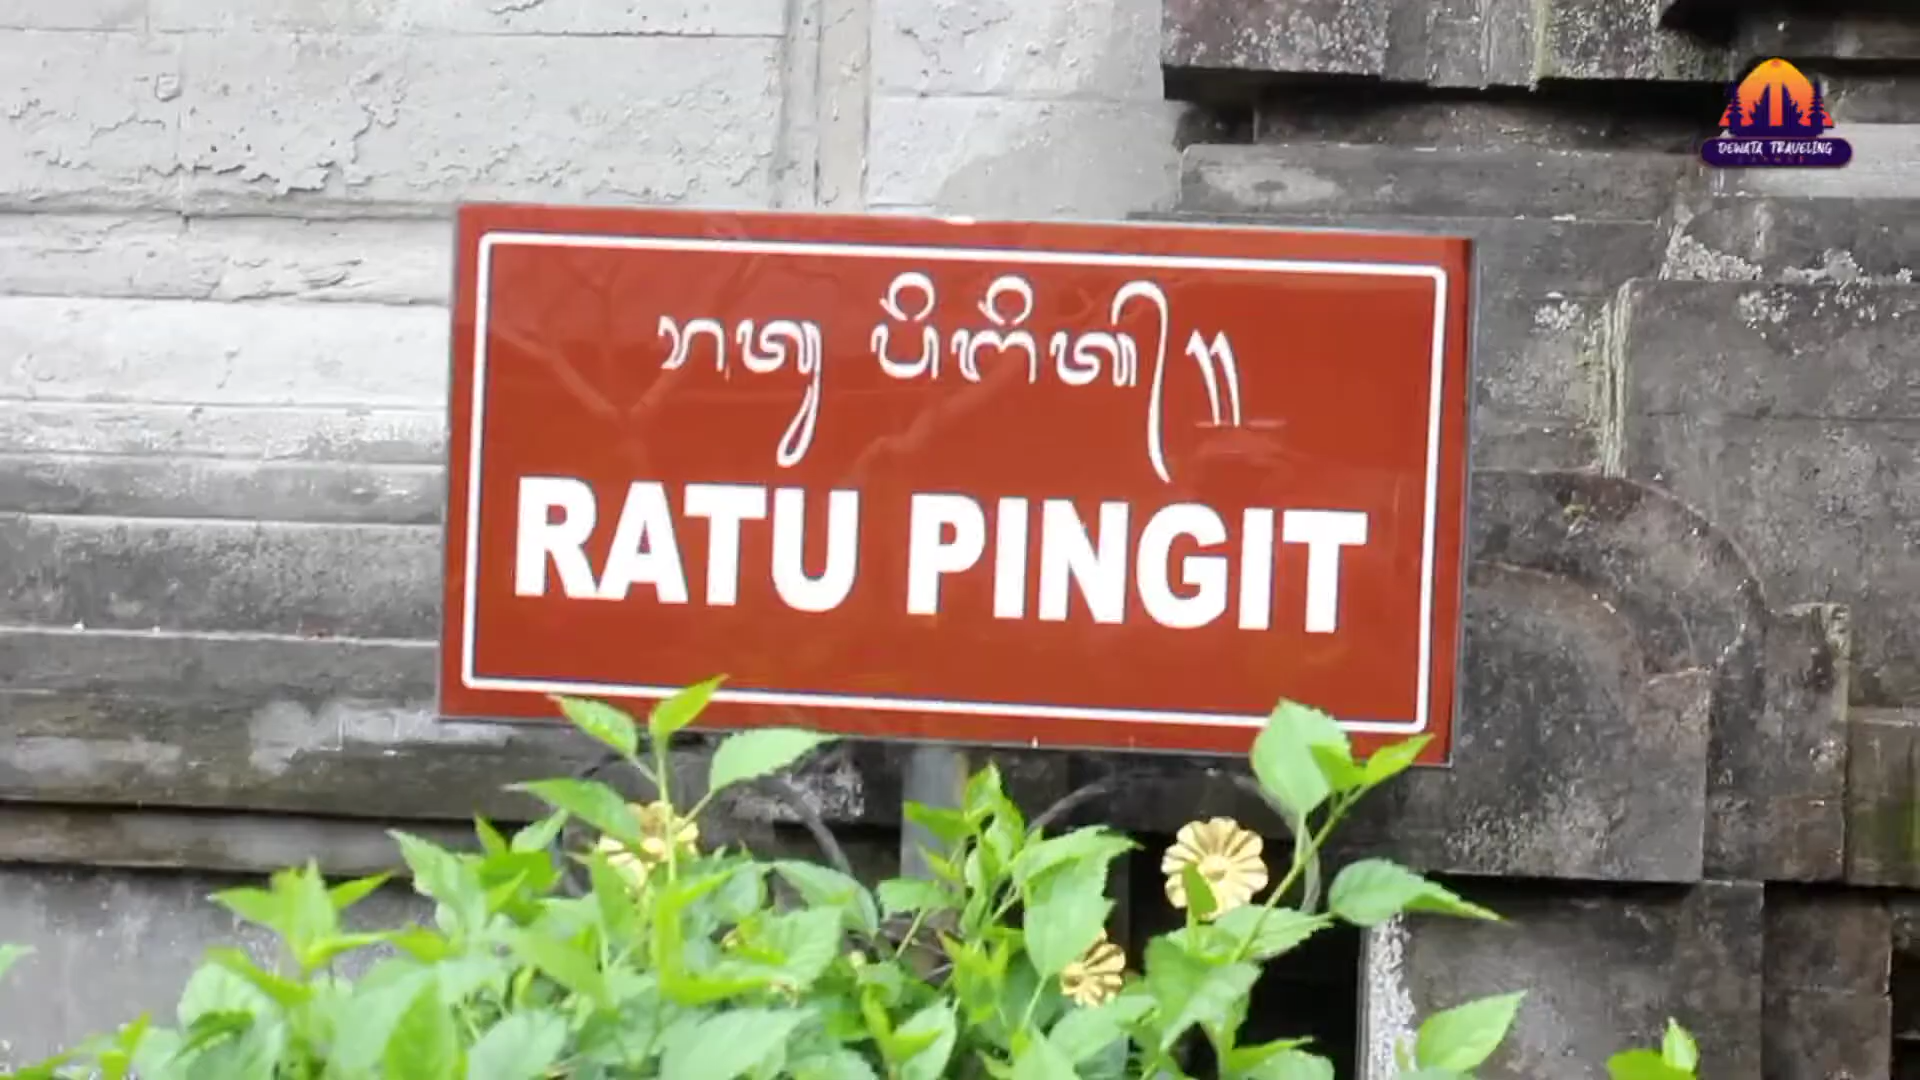 ᬭᬢᬸ ᬧᬶᬗᬶᬢ᭄᭟
RATU PINGIT
DEWATA TRAVELING